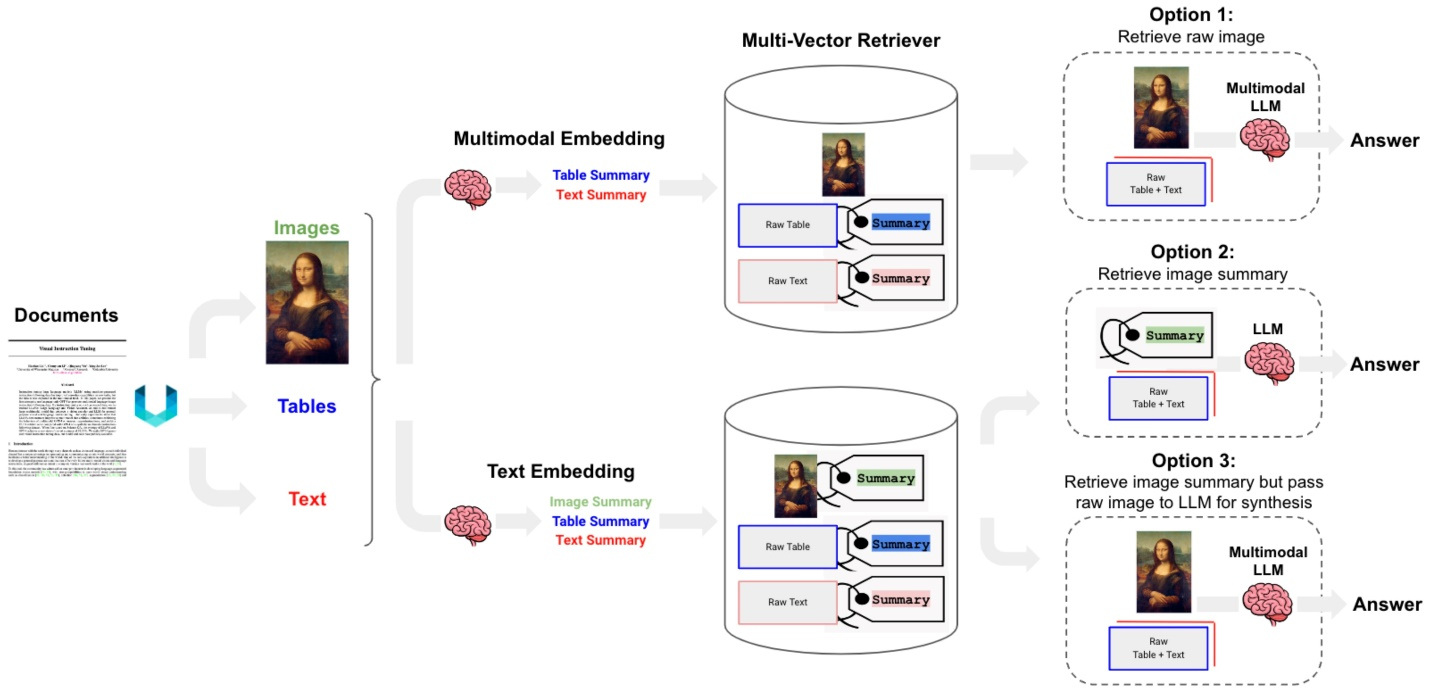 Documents
Visual Instruction Tuning
Images
Tables
Text
Multimodal Embedding
Table Summary
Text Summary
Text Embedding
Image Summary
Table Summary
Text Summary
Multi-Vector Retriever
Raw Table
Summary
Raw Text
Summary
Summary
Raw Table
Summary
Raw Text
Summary
Option 1:
Retrieve raw image
Multimodal
LLM
Raw
Table + Text
Answer
Option 2:
Retrieve image summary
Summary
LLM
Raw
Table + Text
Answer
Option 3:
Retrieve image summary but pass
raw image to LLM for synthesis
Multimodal
LLM
Raw
Table + Text
Answer